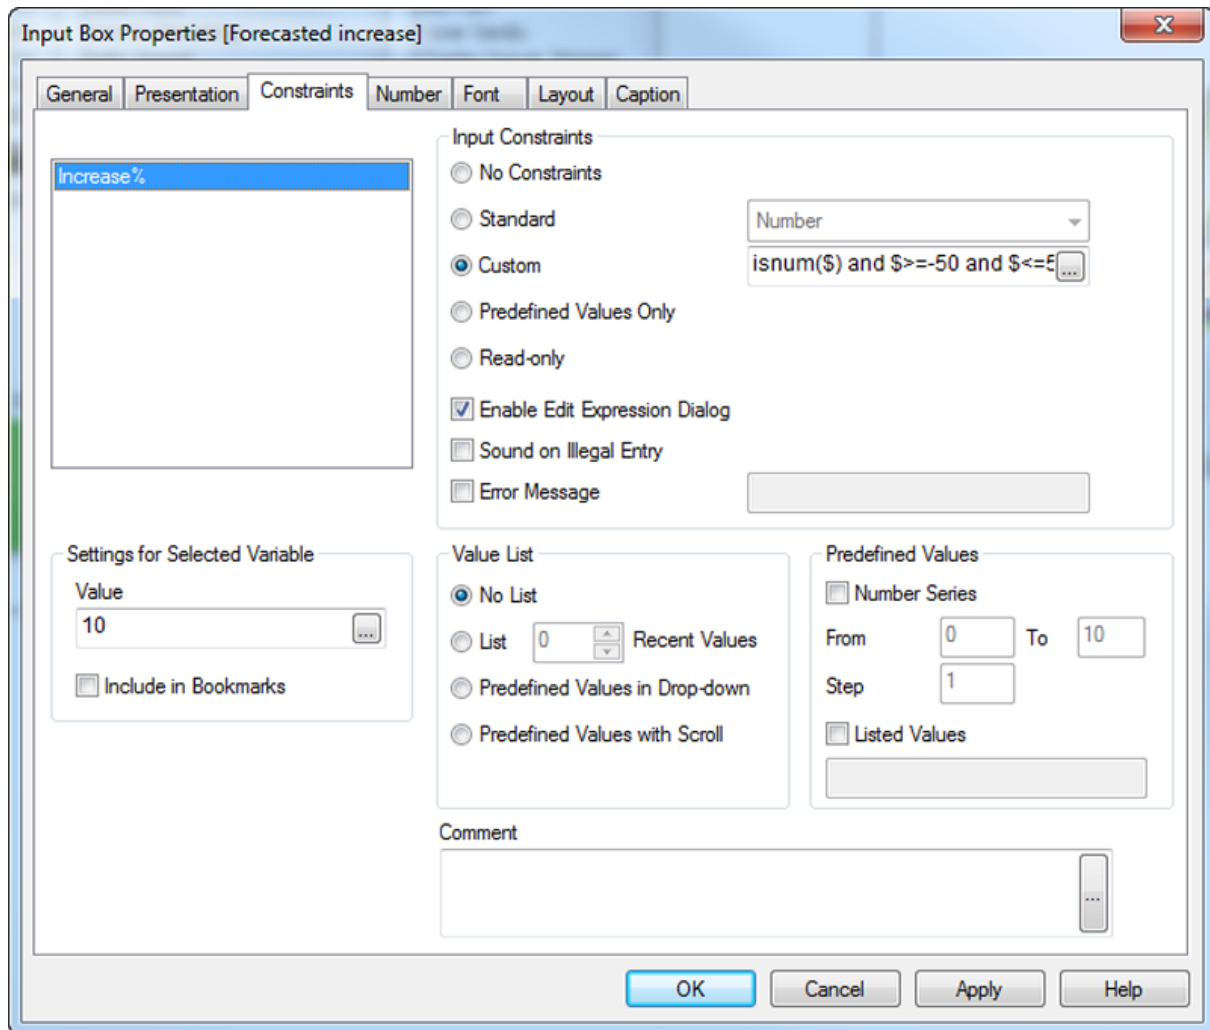 Input Box Properties [Forecasted increase]
General Presentation Constraints Number Font Layout Caption
Increase%
Input Constraints
No Constraints
Standard Number
Custom isnum($) and $>=-50 and $<=5 ...
Predefined Values Only
Read-only
Enable Edit Expression Dialog
Sound on Illegal Entry
Error Message
Settings for Selected Variable
Value
10 ...
Include in Bookmarks
Value List
No List
List 0 Recent Values
Predefined Values in Drop-down
Predefined Values with Scroll
Predefined Values
Number Series
From 0 To 10
Step 1
Listed Values
Comment
...
OK Cancel Apply Help